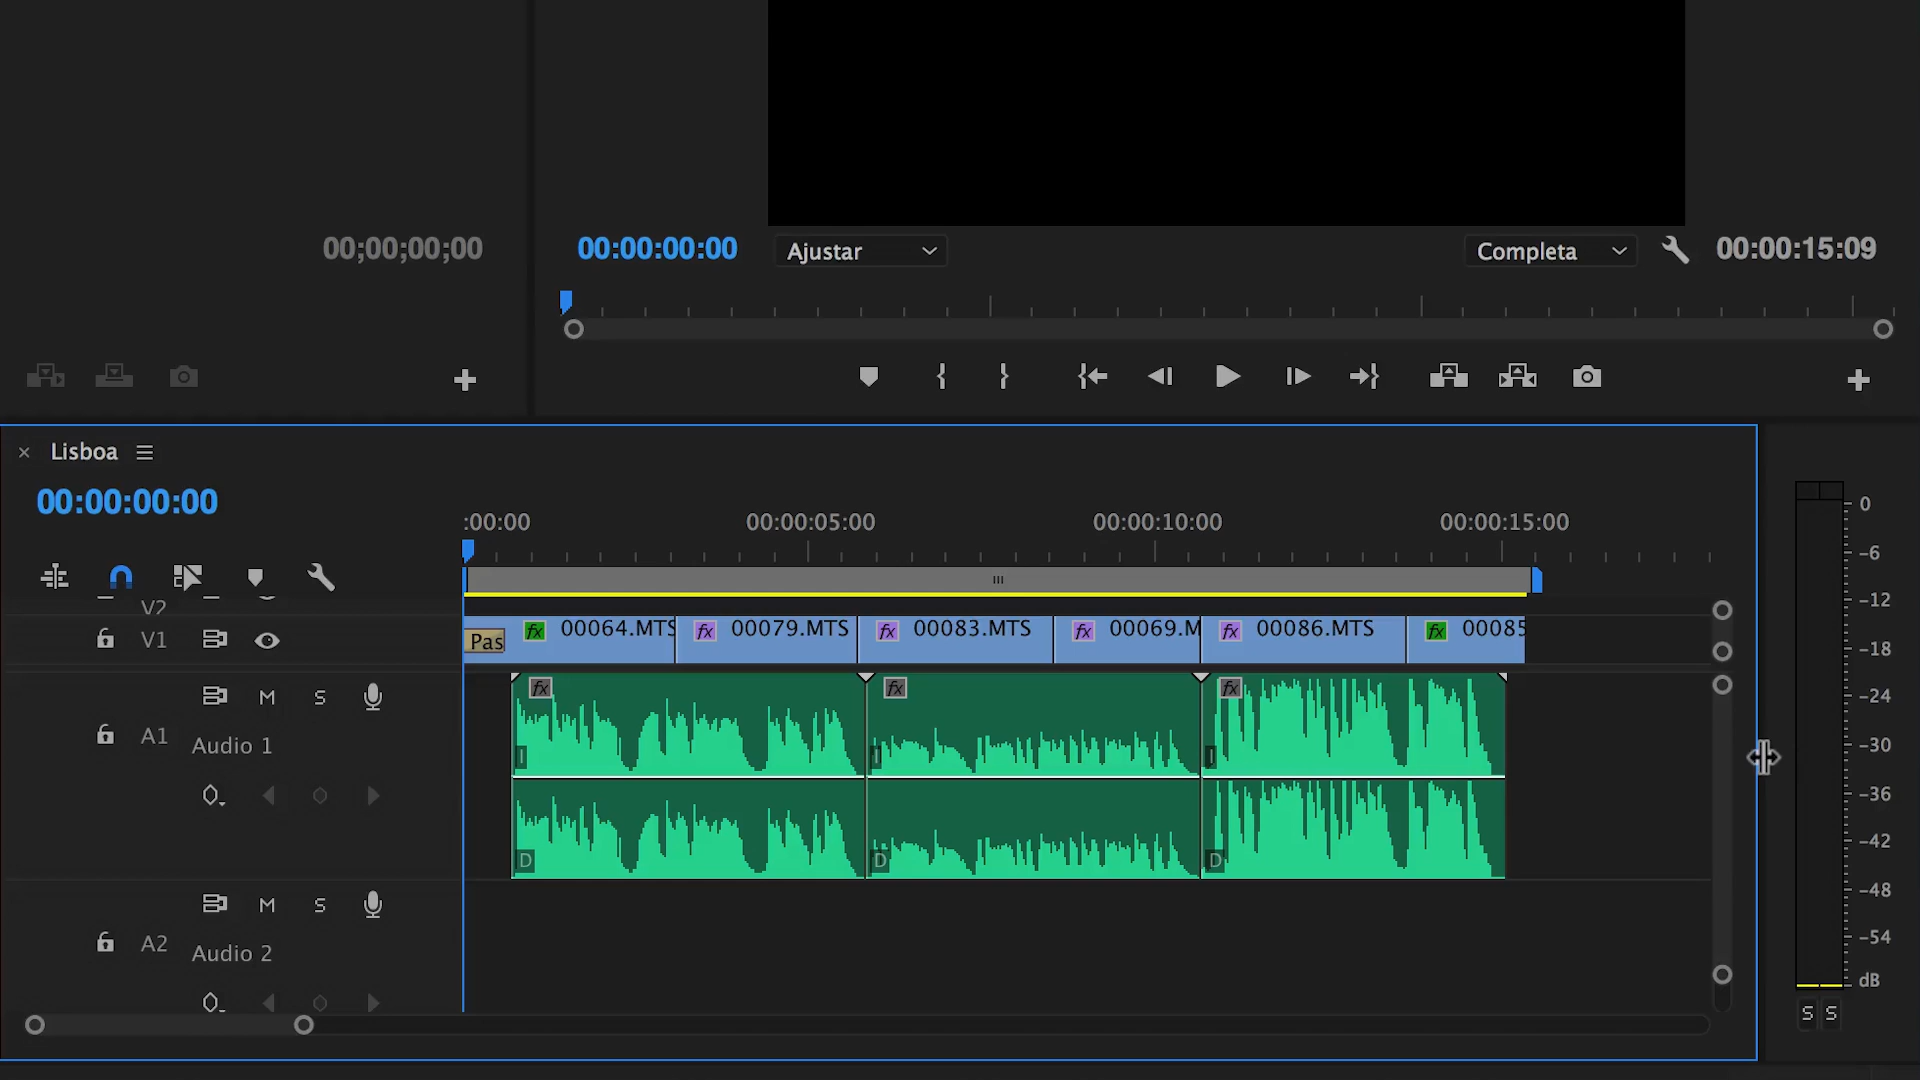 00;00;00;00
00:00:00:00
Ajustar
Completa
00:00:15:09
Lisboa
00:00:00:00
:00:00
00:00:05:00
00:00:10:00
00:00:15:00
V2
V1
Pas
fx 00064.MTS
fx 00079.MTS
fx 00083.MTS
fx 00069.M
fx 00086.MTS
fx 00085
M S
A1
Audio 1
fx
fx
fx
I
I
I
D
D
D
M S
A2
Audio 2
0
-6
-12
-18
-24
-30
-36
-42
-48
-54
dB
S S